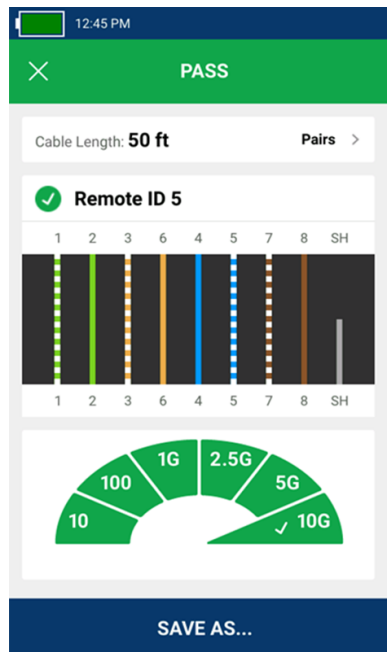 12:45 PM
PASS
Cable Length: 50 ft Pairs >
Remote ID 5
1 2 3 6 4 5 7 8 SH
1 2 3 6 4 5 7 8 SH
10 100 1G 2.5G 5G 10G
SAVE AS...